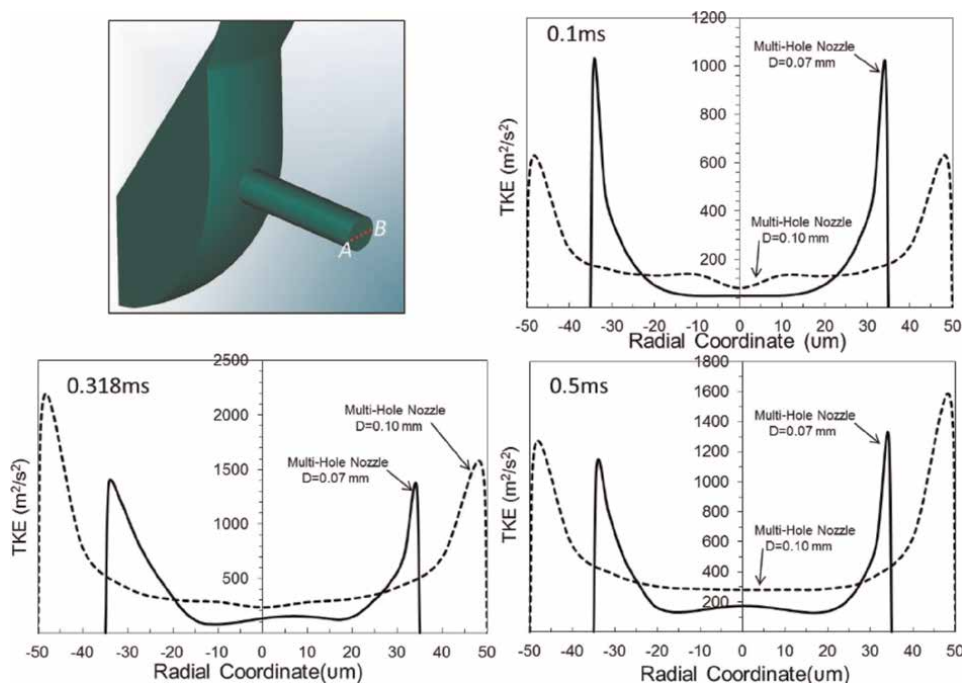 A B
0.1ms
1200
1000
800
600
400
200
TKE (m²/s²)
Multi-Hole Nozzle
D=0.07 mm
Multi-Hole Nozzle
D=0.10 mm
-50 -40 -30 -20 -10 0 10 20 30 40 50
Radial Coordinate (um)
0.318ms
2500
2000
1500
1000
500
TKE (m²/s²)
Multi-Hole Nozzle
D=0.10 mm
Multi-Hole Nozzle
D=0.07 mm
-50 -40 -30 -20 -10 0 10 20 30 40 50
Radial Coordinate(um)
0.5ms
1800
1600
1400
1200
1000
800
600
400
200
TKE (m²/s²)
Multi-Hole Nozzle
D=0.07 mm
Multi-Hole Nozzle
D=0.10 mm
-50 -40 -30 -20 -10 0 10 20 30 40 50
Radial Coordinate(um)